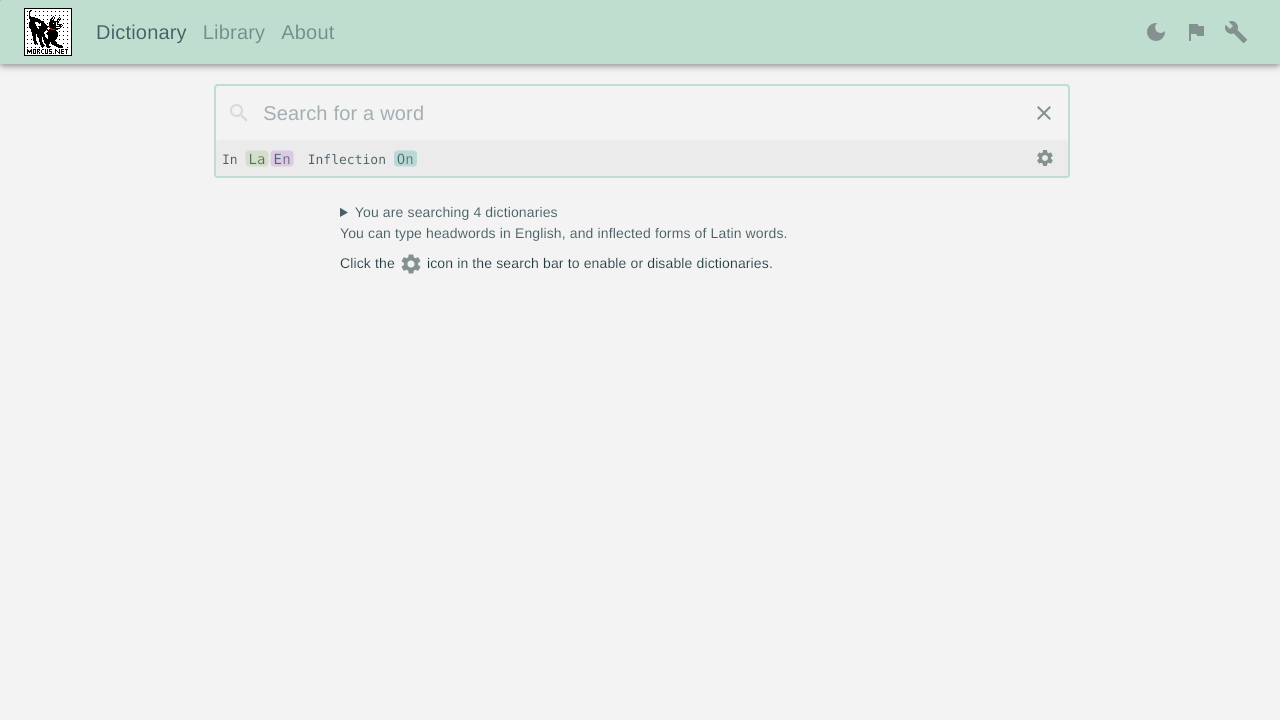 MORCUS.NET
Dictionary Library About
Search for a word
In La En Inflection On
You are searching 4 dictionaries
You can type headwords in English, and inflected forms of Latin words.
Click the icon in the search bar to enable or disable dictionaries.